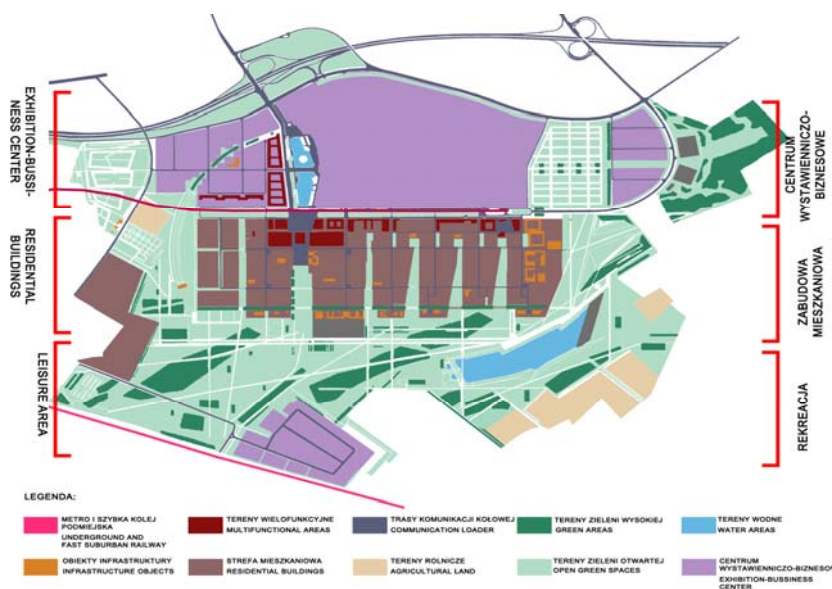 EXHIBITION-BUSSI-
NESS CENTER
RESIDENTIAL
BUILDINGS
LEISURE AREA
CENTRUM
WYSTAWIENNICZO-
BIZNESOWE
ZABUDOWA
MIESZKANIOWA
REKREACJA
LEGENDA:
METRO I SZYBKA KOLEJ
PODMIEJSKA
UNDERGROUND AND
FAST SUBURBAN RAILWAY
TERENY WIELOFUNKCYJNE
MULTIFUNCTIONAL AREAS
TRASY KOMUNIKACJI KOŁOWEJ
COMMUNICATION LOADER
TERENY ZIELENI WYSOKIEJ
GREEN AREAS
TERENY WODNE
WATER AREAS
OBIEKTY INFRASTRUKTURY
INFRASTRUCTURE OBJECTS
STREFA MIESZKANIOWA
RESIDENTIAL BUILDINGS
TERENY ROLNICZE
AGRICULTURAL LAND
TERENY ZIELENI OTWARTEJ
OPEN GREEN SPACES
CENTRUM
WYSTAWIENNICZO-BIZNESOW
EXHIBITION-BUSSINESS
CENTER